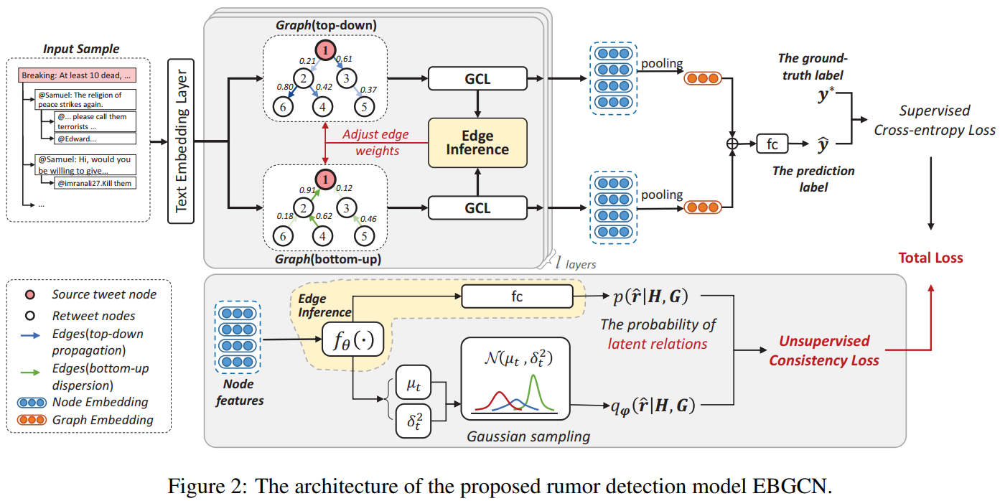 Input Sample
Breaking: At least 10 dead, ...
@Samuel: The religion of
peace strikes again.
@... please call them
terrorists ...
@Edward...
@Samuel: Hi, would you
be willing to give...
@imranali27.Kill them
...
Text Embedding Layer
Graph(top-down)
1
0.21
0.61
2
3
0.80
0.42
0.37
6
4
5
Adjust edge
weights
1
0.91
0.12
2
3
0.18
0.62
0.46
6
4
5
Graph(bottom-up)
GCL
Edge
Inference
GCL
l layers
pooling
pooling
fc
The ground-
truth label
y*
ŷ
The prediction
label
Supervised
Cross-entropy Loss
Total Loss
Source tweet node
Retweet nodes
Edges(top-down
propagation)
Edges(bottom-up
dispersion)
Node Embedding
Graph Embedding
Node
features
Edge
Inference
fθ(·)
fc
μt
δt²
N(μt , δt²)
Gaussian sampling
p(r̂|H, G)
The probability of
latent relations
qφ(r̂|H, G)
Unsupervised
Consistency Loss
Figure 2: The architecture of the proposed rumor detection model EBGCN.